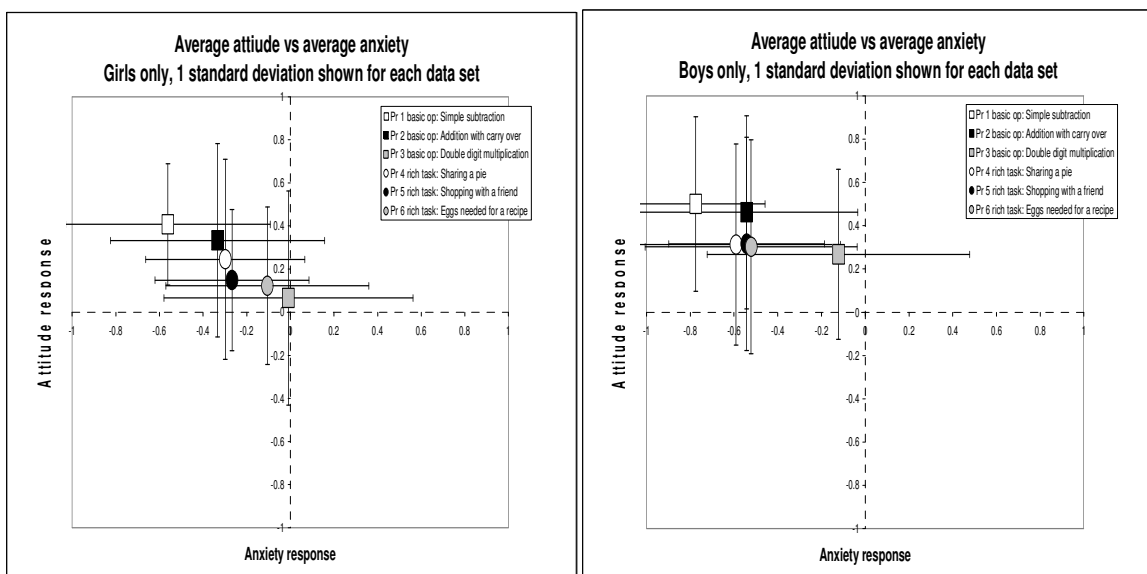 Average attiude vs average anxiety
Girls only, 1 standard deviation shown for each data set
Pr 1 basic op: Simple subtraction
Pr 2 basic op: Addition with carry over
Pr 3 basic op: Double digit multiplication
Pr 4 rich task: Sharing a pie
Pr 5 rich task: Shopping with a friend
Pr 6 rich task: Eggs needed for a recipe
1
0.8
0.6
0.4
0.2
0
-0.2
-0.4
-0.6
-0.8
-1
-1 -0.8 -0.6 -0.4 -0.2 0 0.2 0.4 0.6 0.8 1
Attitude response
Anxiety response
Average attiude vs average anxiety
Boys only, 1 standard deviation shown for each data set
Pr 1 basic op: Simple subtraction
Pr 2 basic op: Addition with carry over
Pr 3 basic op: Double digit multiplication
Pr 4 rich task: Sharing a pie
Pr 5 rich task: Shopping with a friend
Pr 6 rich task: Eggs needed for a recipe
1
0.8
0.6
0.4
0.2
0
-0.2
-0.4
-0.6
-0.8
-1
-1 -0.8 -0.6 -0.4 -0.2 0 0.2 0.4 0.6 0.8 1
Attitude response
Anxiety response